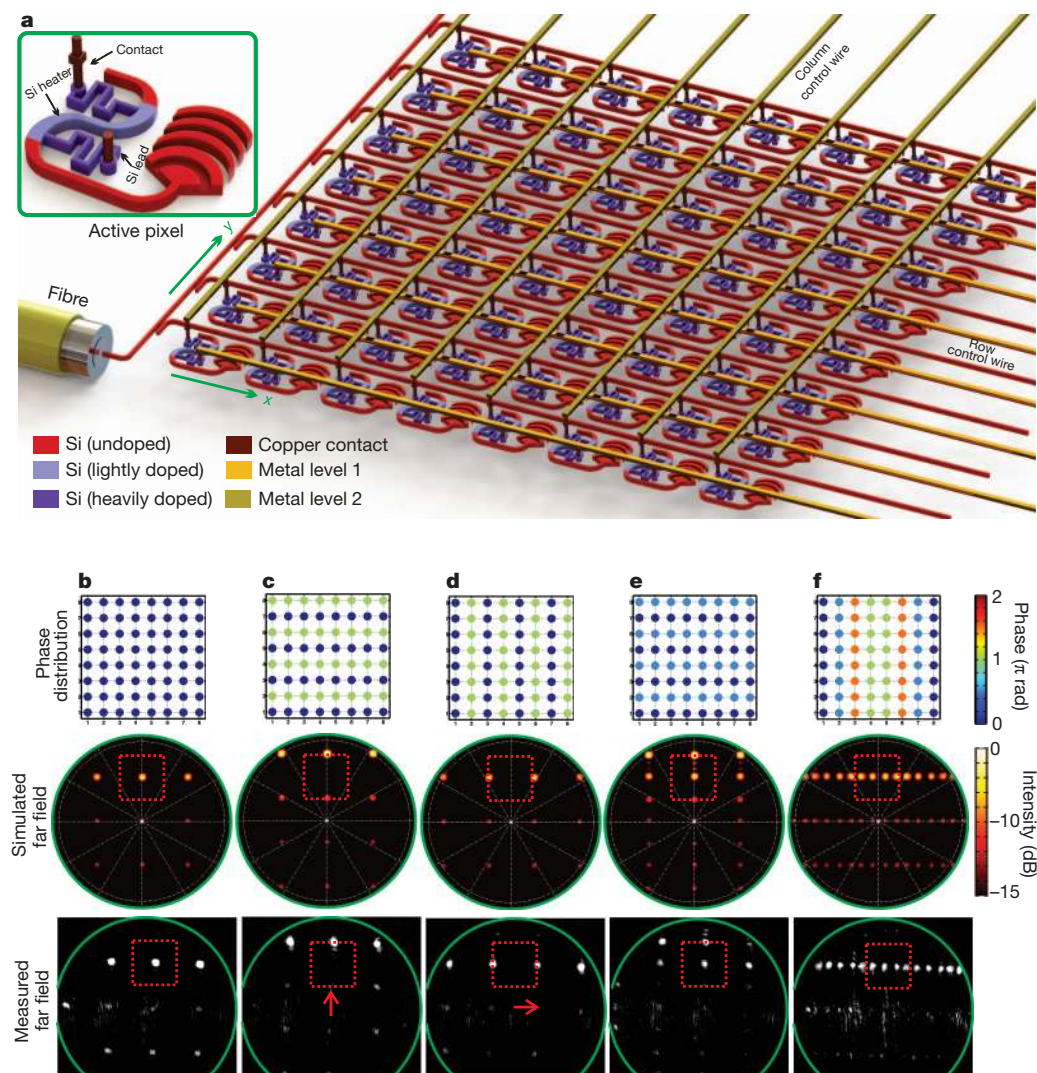 a
Contact
Si heater
Si lead
Active pixel
Column
control wire
y
Fibre
x
Row
control wire
Si (undoped)
Si (lightly doped)
Si (heavily doped)
Copper contact
Metal level 1
Metal level 2
b
c
d
e
f
Phase
distribution
2
1
0
Phase (π rad)
Simulated
far field
0
−10
−15
Intensity (dB)
Measured
far field